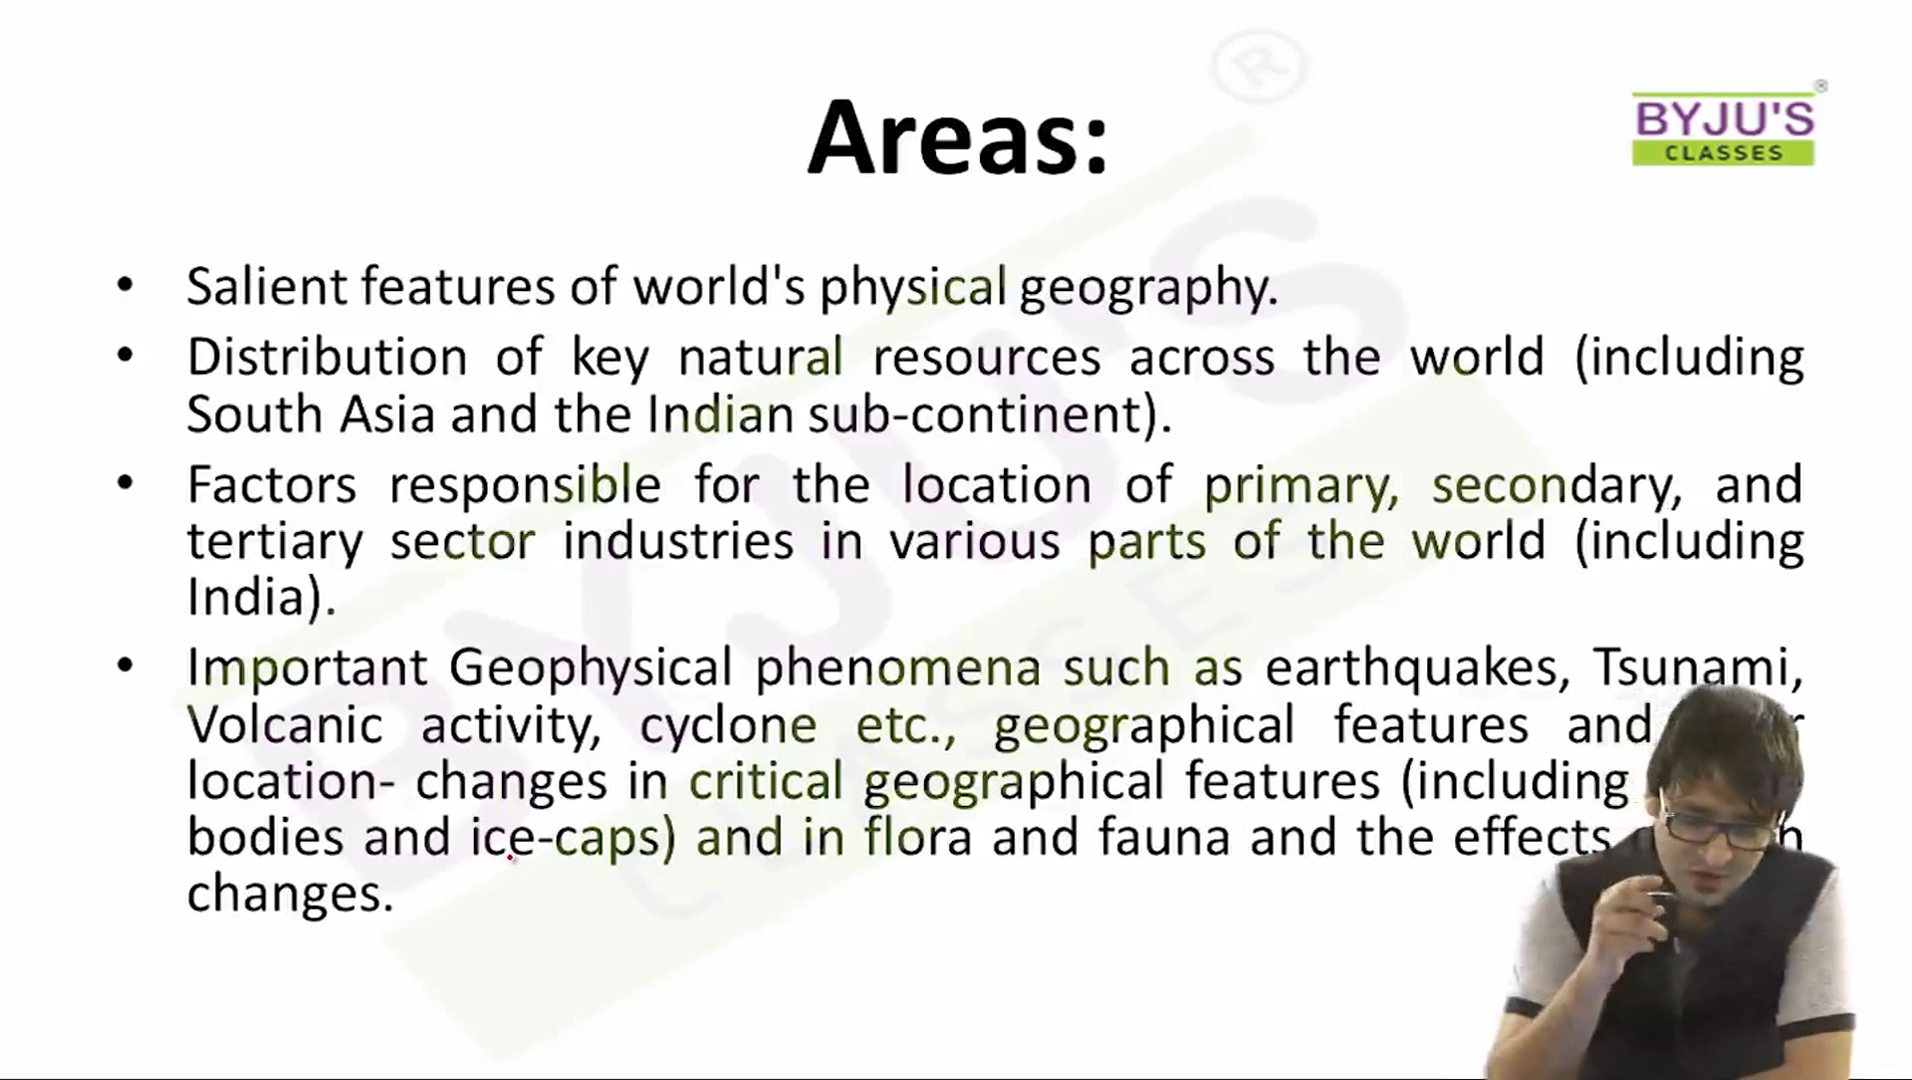 Areas:
BYJU'S
CLASSES
• Salient features of world's physical geography.
• Distribution of key natural resources across the world (including
South Asia and the Indian sub-continent).
• Factors responsible for the location of primary, secondary, and
tertiary sector industries in various parts of the world (including
India).
• Important Geophysical phenomena such as earthquakes, Tsunami,
Volcanic activity, cyclone etc., geographical features and
location- changes in critical geographical features (including
bodies and ice-caps) and in flora and fauna and the effects
changes.
BYJU'S
CLASSES